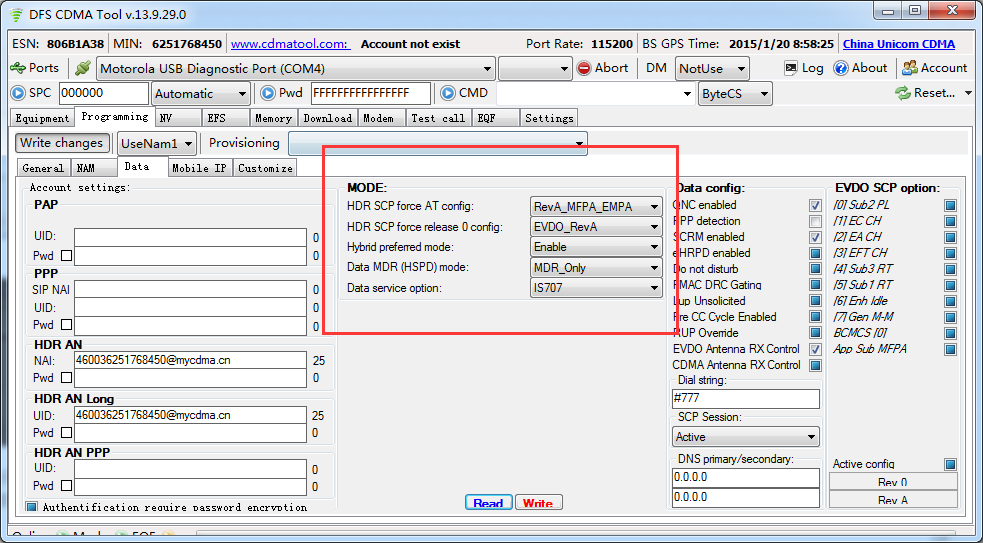 DFS CDMA Tool v.13.9.29.0
ESN: 806B1A38 MIN: 6251768450 www.cdmatool.com: Account not exist Port Rate: 115200 BS GPS Time: 2015/1/20 8:58:25 China Unicom CDMA
Ports Motorola USB Diagnostic Port (COM4) Abort DM NotUse Log About Account
SPC 000000 Automatic Pwd FFFFFFFFFFFFFFFF CMD ByteCS Reset...
Equipment Programming NV EFS Memory Download Modem Test call EQF Settings
Write changes UseNam1 Provisioning
General NAM Data Mobile IP Customize
Account settings:
PAP
UID: 0
Pwd 0
PPP
SIP NAI 0
UID: 0
Pwd 0
HDR AN
NAI: 460036251768450@mycdma.cn 25
Pwd 0
HDR AN Long
UID: 460036251768450@mycdma.cn 25
Pwd 0
HDR AN PPP
UID: 0
Pwd 0
Authentification require password encryption
MODE:
HDR SCP force AT config: RevA_MFPA_EMPA
HDR SCP force release 0 config: EVDO_RevA
Hybrid preferred mode: Enable
Data MDR (HSPD) mode: MDR_Only
Data service option: IS707
Read Write
Data config:
QNC enabled
PPP detection
SCRM enabled
eHRPD enabled
Do not disturb
FMAC DRC Gating
Lup Unsolicited
Pre CC Cycle Enabled
RUP Override
EVDO Antenna RX Control
CDMA Antenna RX Control
Dial string:
#777
SCP Session:
Active
DNS primary/secondary:
0.0.0.0
0.0.0.0
EVDO SCP option:
[0] Sub2 PL
[1] EC CH
[2] EA CH
[3] EFT CH
[4] Sub3 RT
[5] Sub1 RT
[6] Enh Idle
[7] Gen M-M
BCMCS [0]
App Sub MFPA
Active config
Rev 0
Rev A